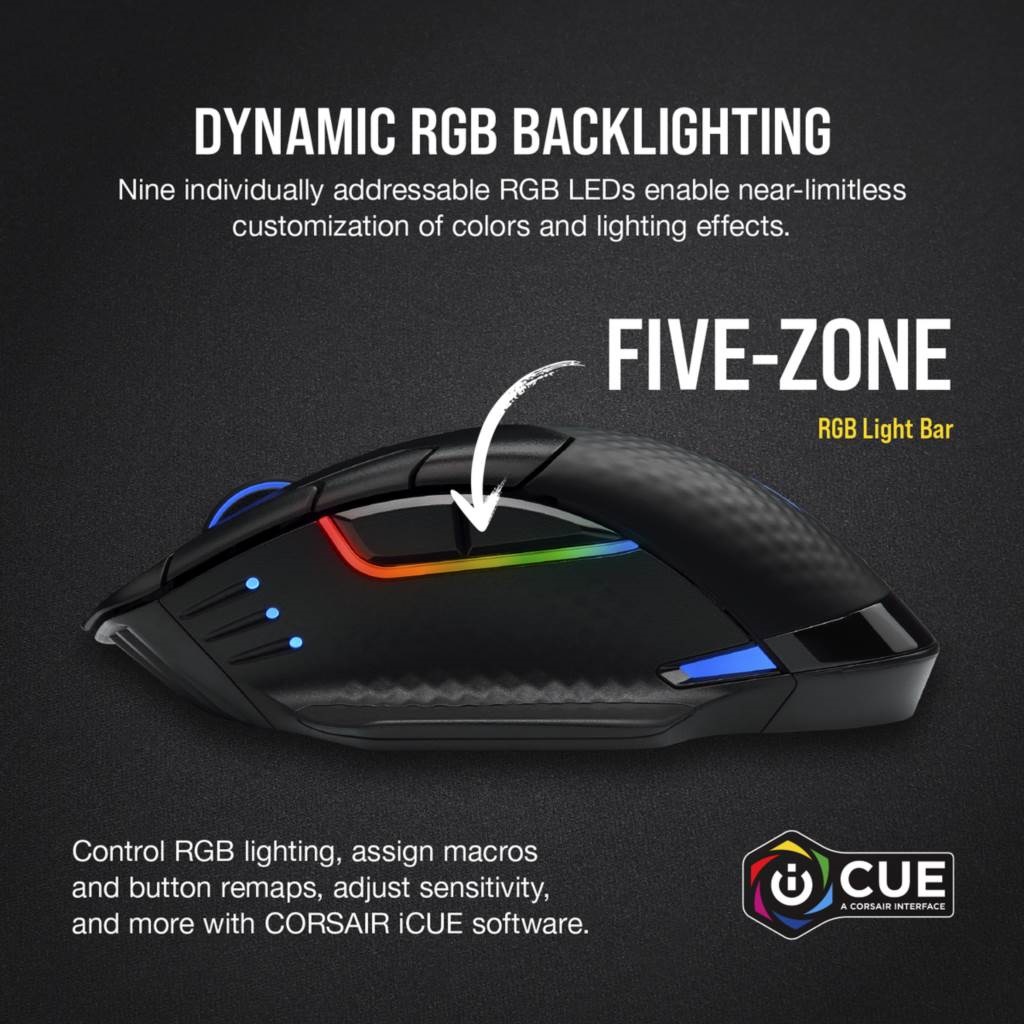 DYNAMIC RGB BACKLIGHTING
Nine individually addressable RGB LEDs enable near-limitless
customization of colors and lighting effects.
FIVE-ZONE
RGB Light Bar
Control RGB lighting, assign macros
and button remaps, adjust sensitivity,
and more with CORSAIR iCUE software.
i CUE
A CORSAIR INTERFACE